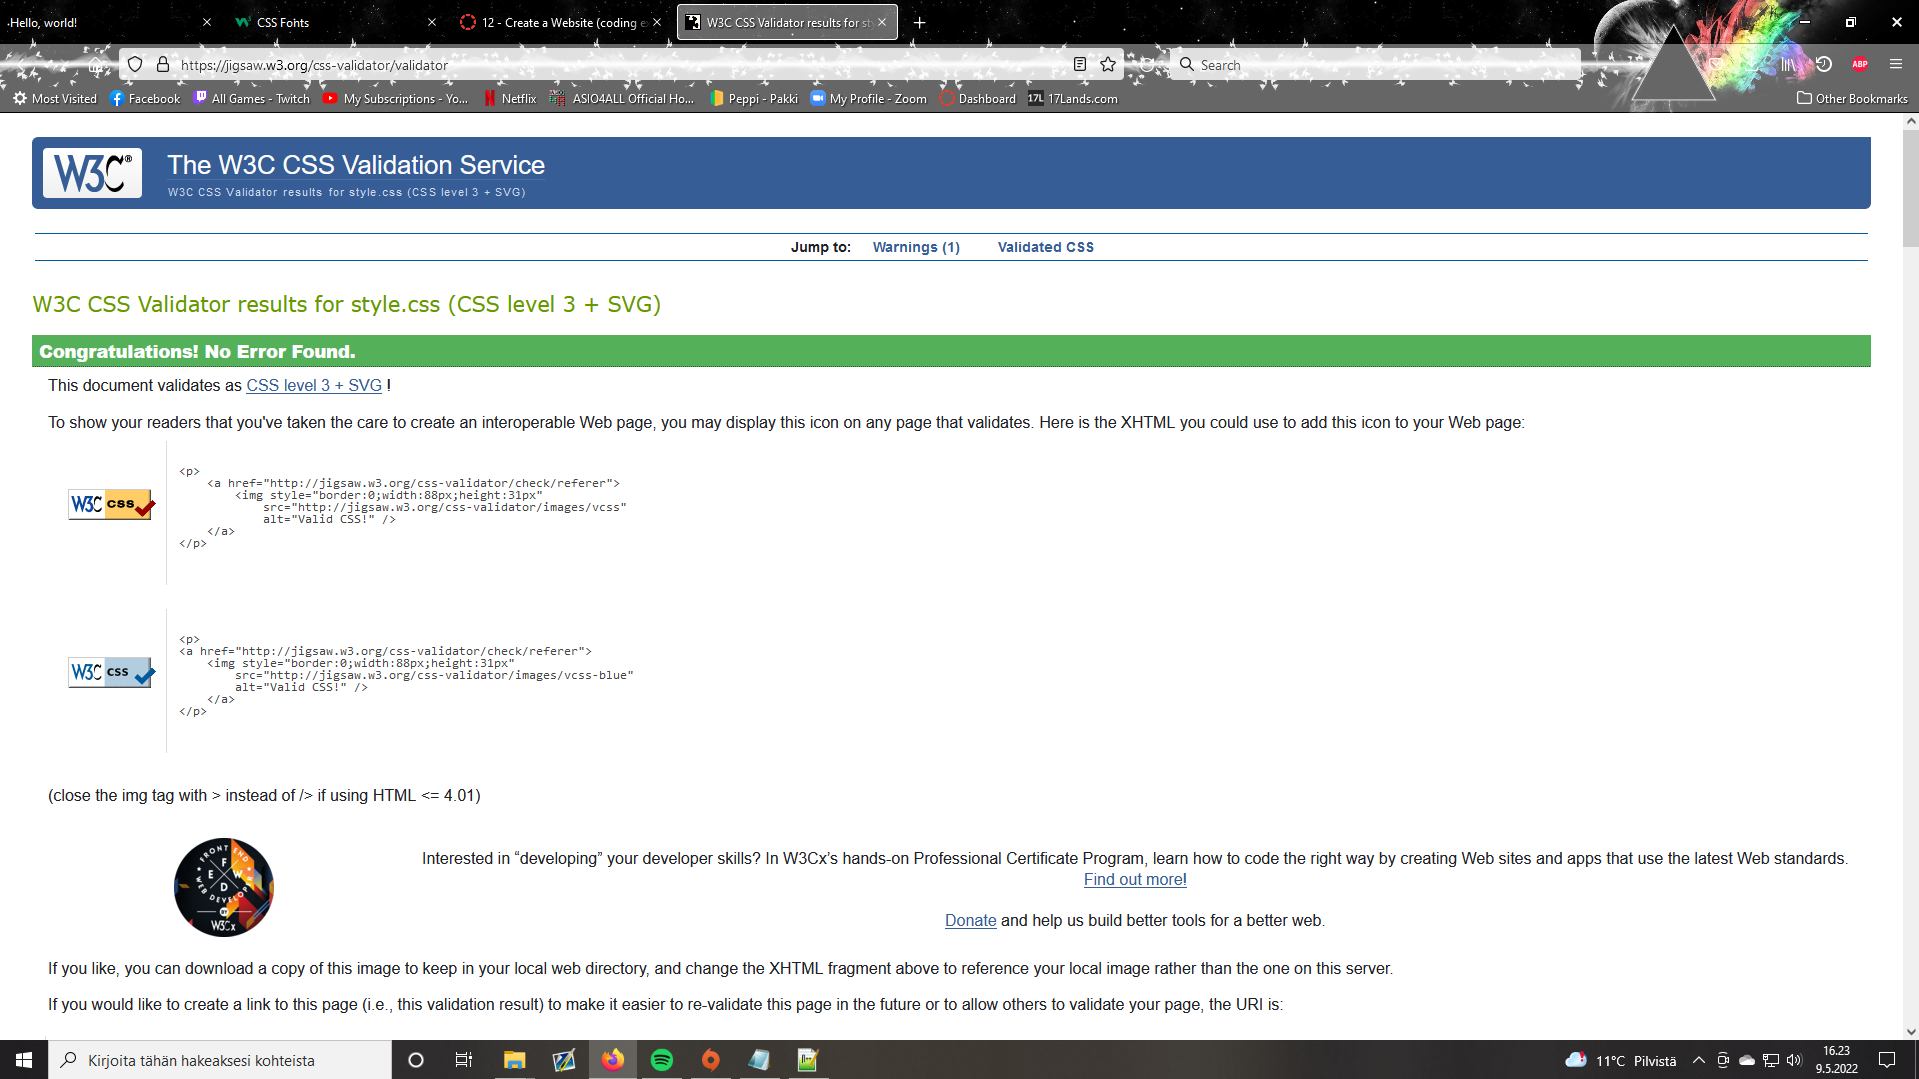 Hello, world!
CSS Fonts
12 - Create a Website (coding e
W3C CSS Validator results for st
https://jigsaw.w3.org/css-validator/validator
Search
ABP
Most Visited
Facebook
All Games - Twitch
My Subscriptions - Yo...
Netflix
ASIO4ALL Official Ho...
Peppi - Pakki
My Profile - Zoom
Dashboard
17L 17Lands.com
Other Bookmarks
W3C® The W3C CSS Validation Service
W3C CSS Validator results for style.css (CSS level 3 + SVG)
Jump to: Warnings (1) Validated CSS
W3C CSS Validator results for style.css (CSS level 3 + SVG)
Congratulations! No Error Found.
This document validates as CSS level 3 + SVG !
To show your readers that you've taken the care to create an interoperable Web page, you may display this icon on any page that validates. Here is the XHTML you could use to add this icon to your Web page:
W3C css
<p>
<a href="http://jigsaw.w3.org/css-validator/check/referer">
<img style="border:0;width:88px;height:31px"
src="http://jigsaw.w3.org/css-validator/images/vcss"
alt="Valid CSS!" />
</a>
</p>
W3C css
<p>
<a href="http://jigsaw.w3.org/css-validator/check/referer">
<img style="border:0;width:88px;height:31px"
src="http://jigsaw.w3.org/css-validator/images/vcss-blue"
alt="Valid CSS!" />
</a>
</p>
(close the img tag with > instead of /> if using HTML <= 4.01)
FRONT END
WEB DEVELOPER
F E W D
W3Cx
Interested in “developing” your developer skills? In W3Cx’s hands-on Professional Certificate Program, learn how to code the right way by creating Web sites and apps that use the latest Web standards.
Find out more!
Donate and help us build better tools for a better web.
If you like, you can download a copy of this image to keep in your local web directory, and change the XHTML fragment above to reference your local image rather than the one on this server.
If you would like to create a link to this page (i.e., this validation result) to make it easier to re-validate this page in the future or to allow others to validate your page, the URI is:
Kirjoita tähän hakeaksesi kohteista
11°C Pilvistä
16.23
9.5.2022